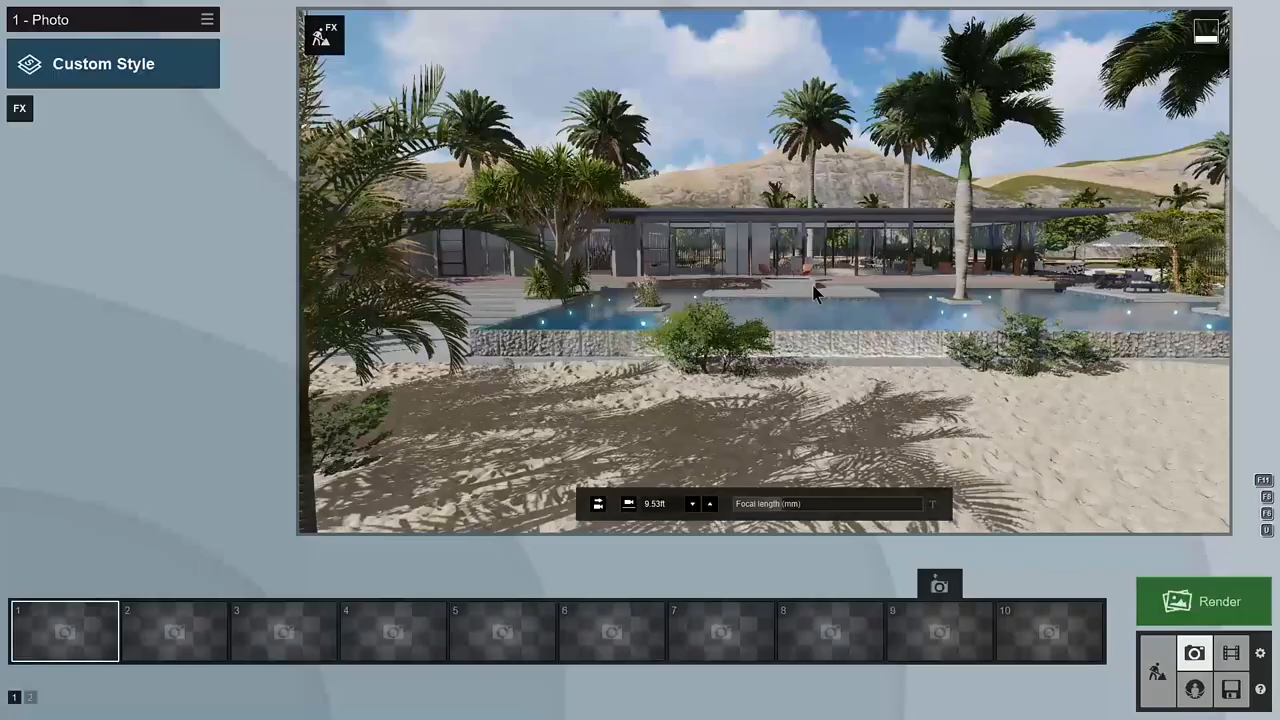 1 - Photo
Custom Style
FX
FX
9.53ft
Focal length (mm)
F11
F8
U
1
2
3
4
5
6
7
8
9
10
Render
1
2
?